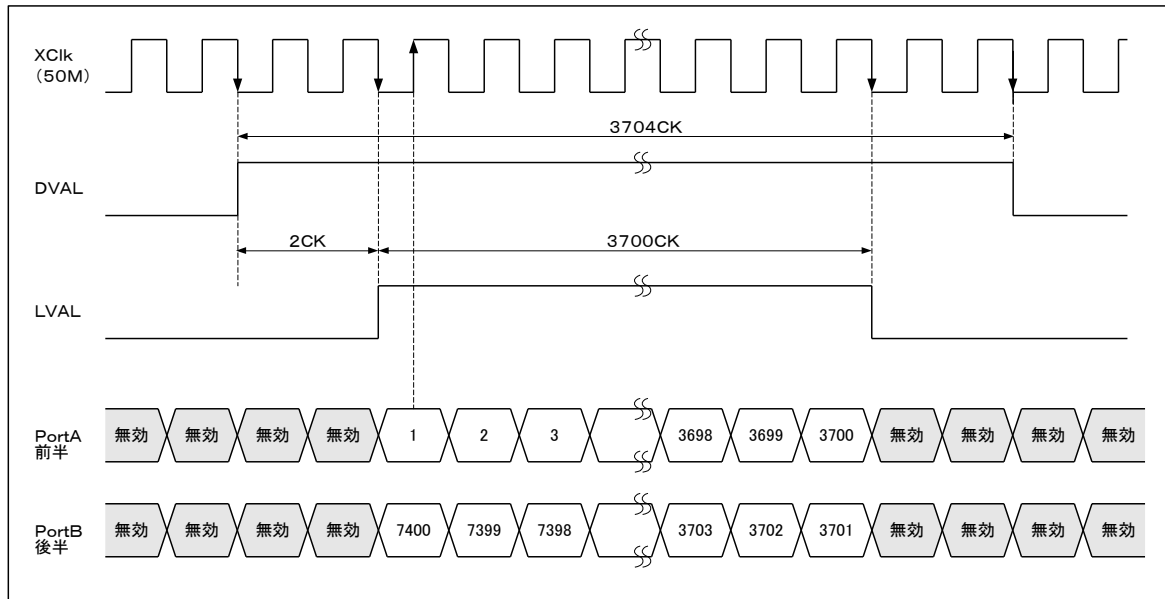 XClk
（50M）
3704CK
DVAL
2CK
3700CK
LVAL
PortA
前半
無効 無効 無効 無効 1 2 3 3698 3699 3700 無効 無効 無効 無効
PortB
後半
無効 無効 無効 無効 7400 7399 7398 3703 3702 3701 無効 無効 無効 無効